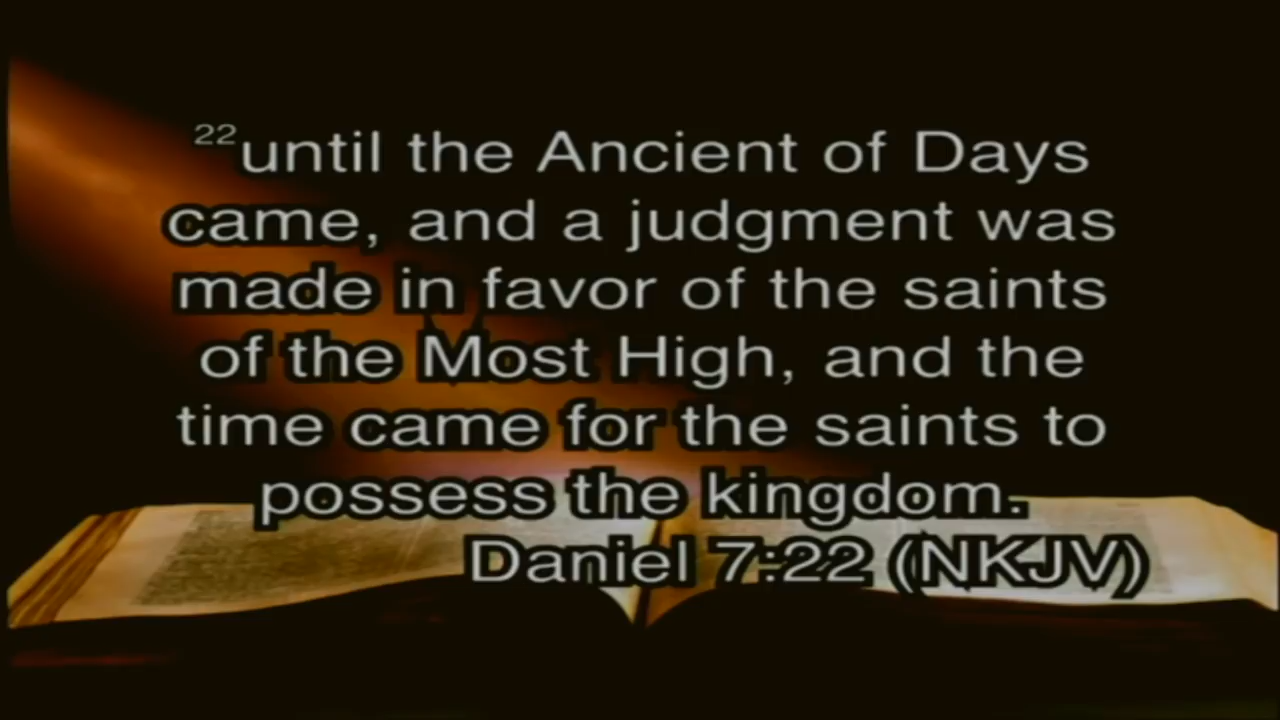 22until the Ancient of Days
came, and a judgment was
made in favor of the saints
of the Most High, and the
time came for the saints to
possess the kingdom.
Daniel 7:22 (NKJV)